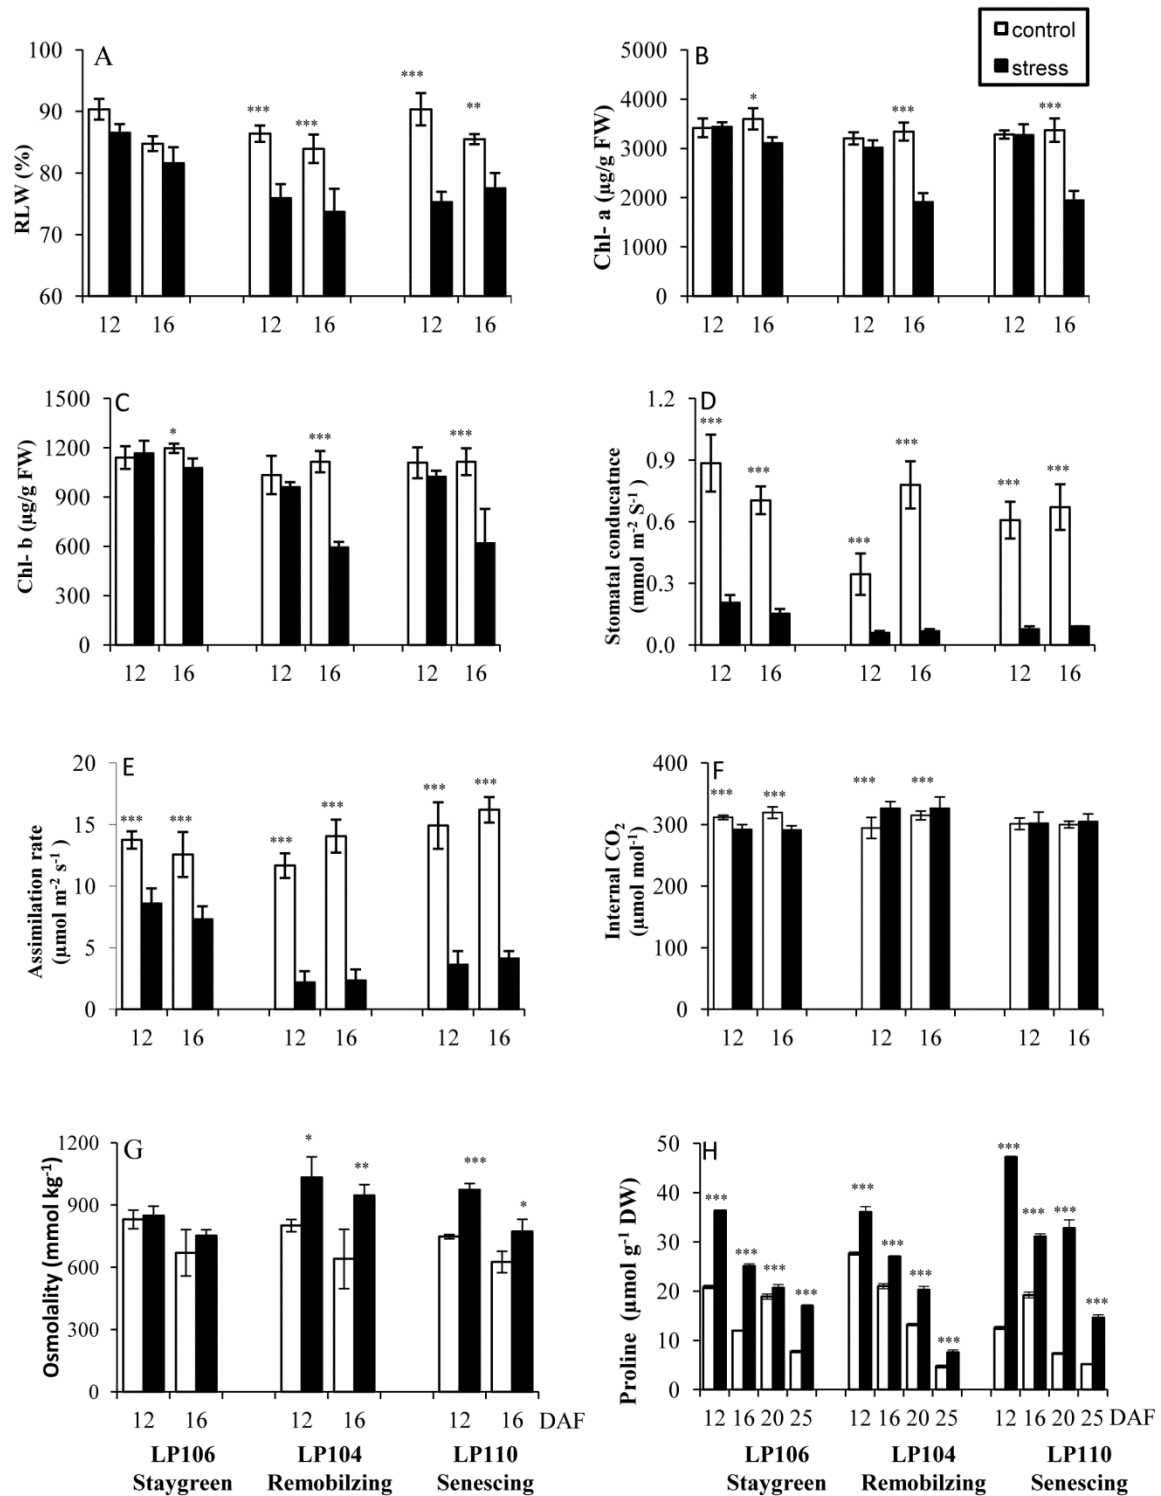 control
stress
A
RLW (%)
100
90
80
70
60
***
***
***
**
12 16 12 16 12 16
B
Chl- a (µg/g FW)
5000
4000
3000
2000
1000
0
*
***
***
12 16 12 16 12 16
C
Chl- b (µg/g FW)
1500
1200
900
600
300
0
*
***
***
12 16 12 16 12 16
D
Stomatal conducatnce
(mmol m-2 S-1 )
1.2
0.9
0.6
0.3
0.0
***
***
***
***
***
***
12 16 12 16 12 16
E
Assimilation rate
(µmol m-2 s-1 )
20
15
10
5
0
***
***
***
***
***
***
12 16 12 16 12 16
F
Internal CO2
(µmol mol-1)
400
300
200
100
0
***
***
***
***
12 16 12 16 12 16
G
Osmolality (mmol kg-1)
1200
900
600
300
0
*
**
***
*
12 16 12 16 12 16 DAF
LP106 LP104 LP110
Staygreen Remobilzing Senescing
H
Proline (µmol g-1 DW)
50
40
30
20
10
0
***
***
***
***
***
***
***
***
***
***
***
***
12 16 20 25 12 16 20 25 12 16 20 25 DAF
LP106 LP104 LP110
Staygreen Remobilzing Senescing